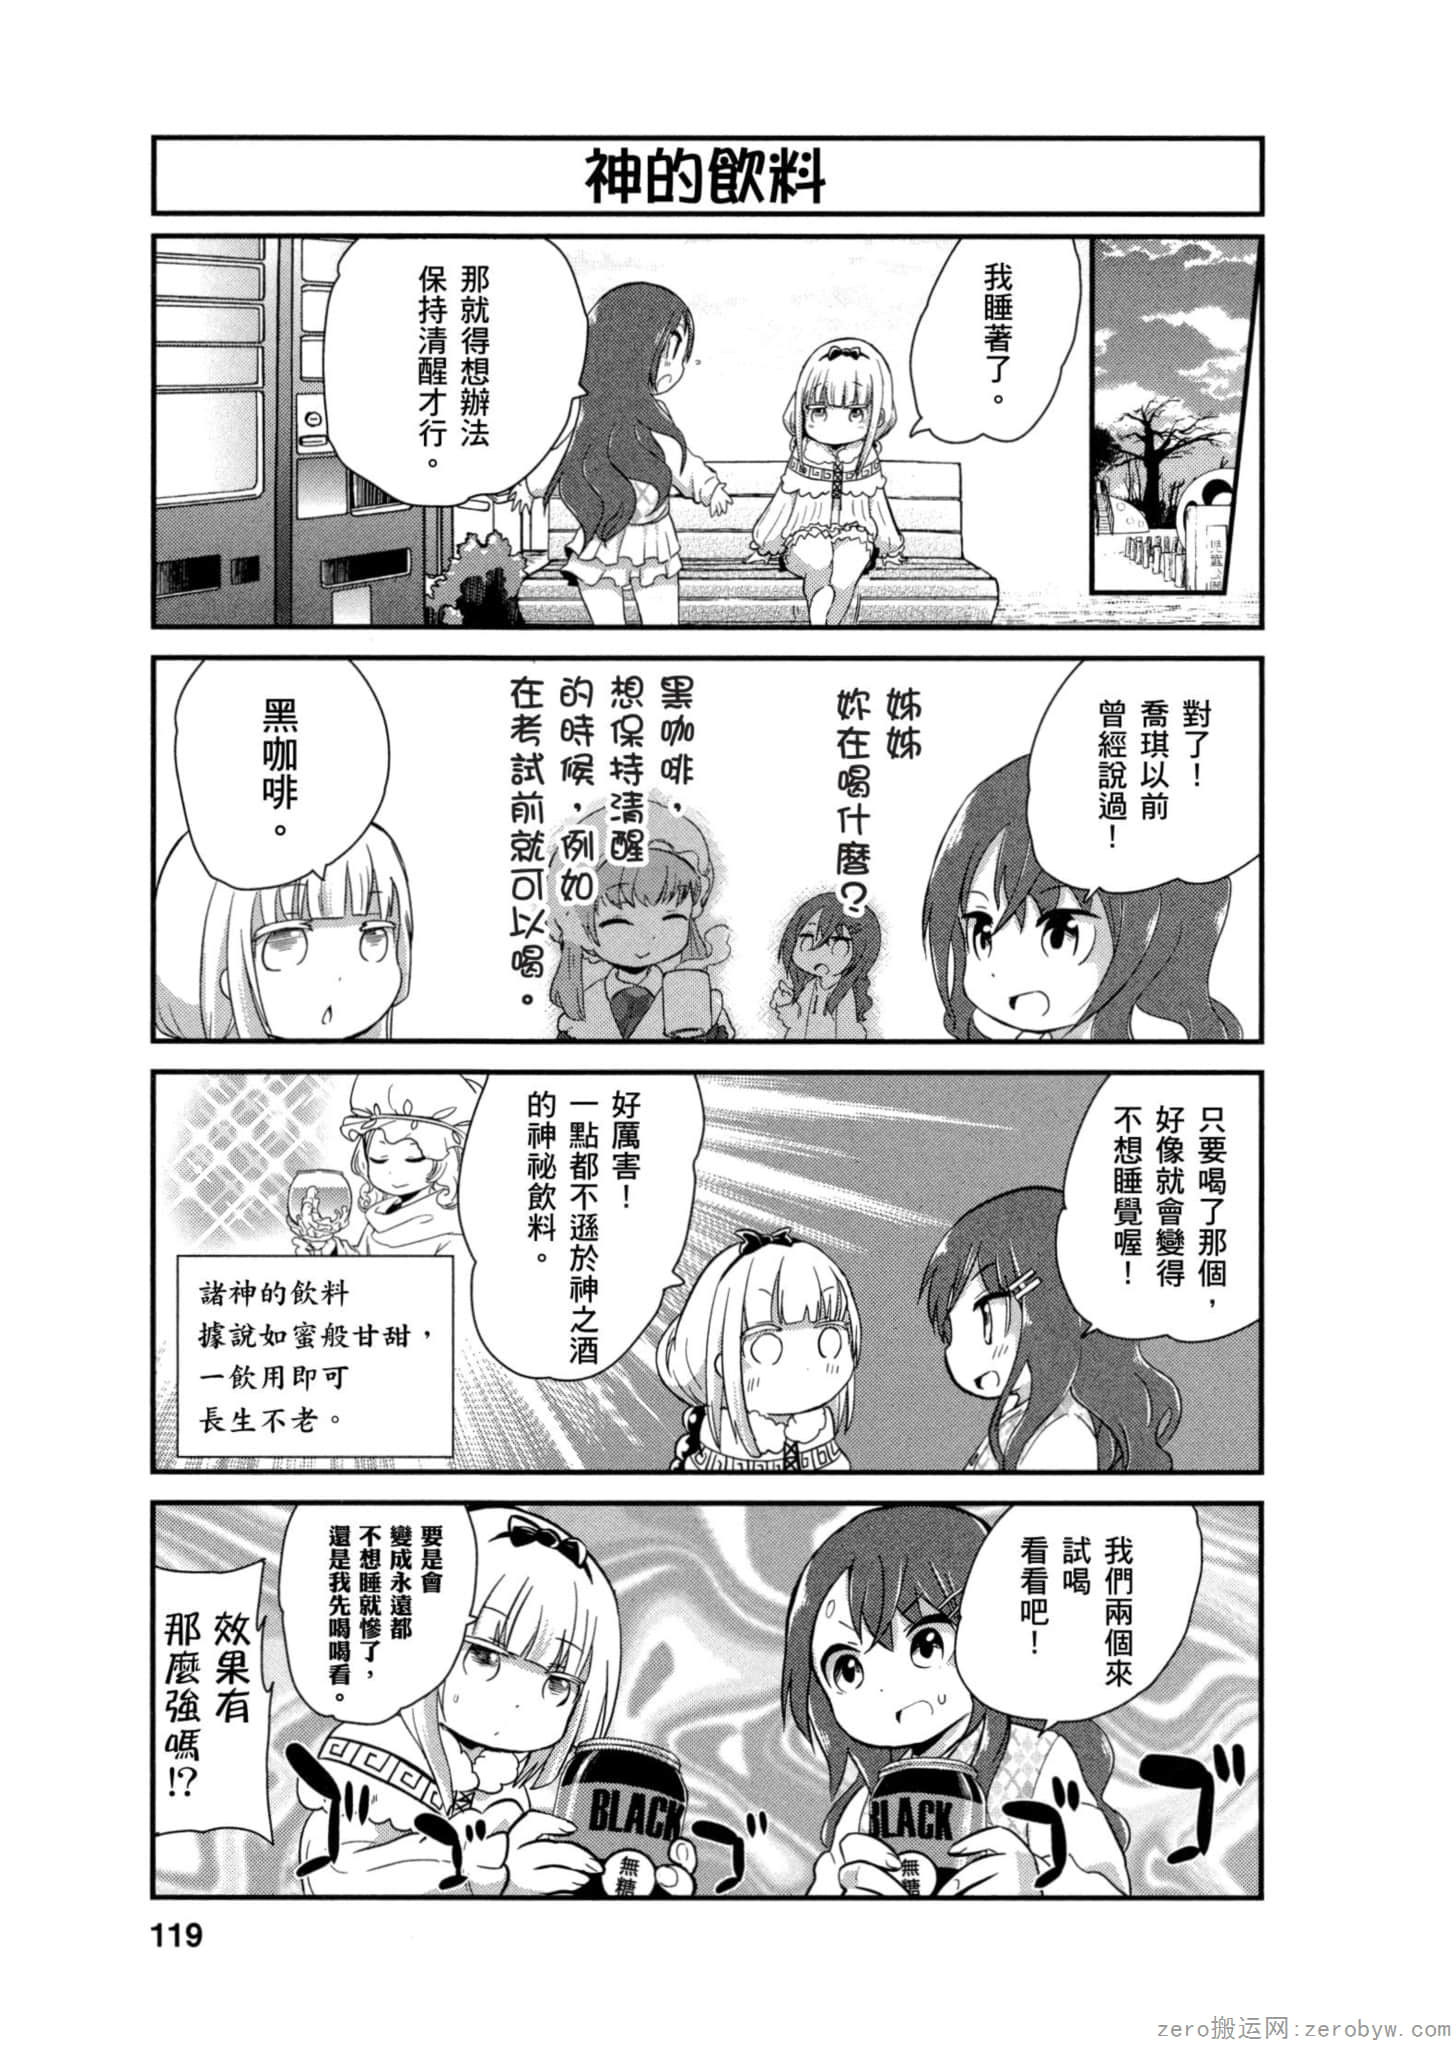 神的飲料
我睡著了。
那就得想辦法
保持清醒才行。
對了！
喬琪以前
曾經說過！
姊姊
妳在喝什麼？
黑咖啡，
想保持清醒
的時候，例如
在考試前就可以喝。
黑咖啡。
只要喝了那個，
好像就會變得
不想睡覺喔！
好厲害！
一點都不遜於神之酒
的神祕飲料。
諸神的飲料
據說如蜜般甘甜，
一飲用即可
長生不老。
我們兩個來
試喝
看看吧！
要是會
變成永遠都
不想睡就慘了，
還是我先喝喝看。
效果有
那麼強嗎!?
BLACK
無糖
BLACK
無糖
ゴゴゴゴゴ
119
zero搬运网:zerobyw.com